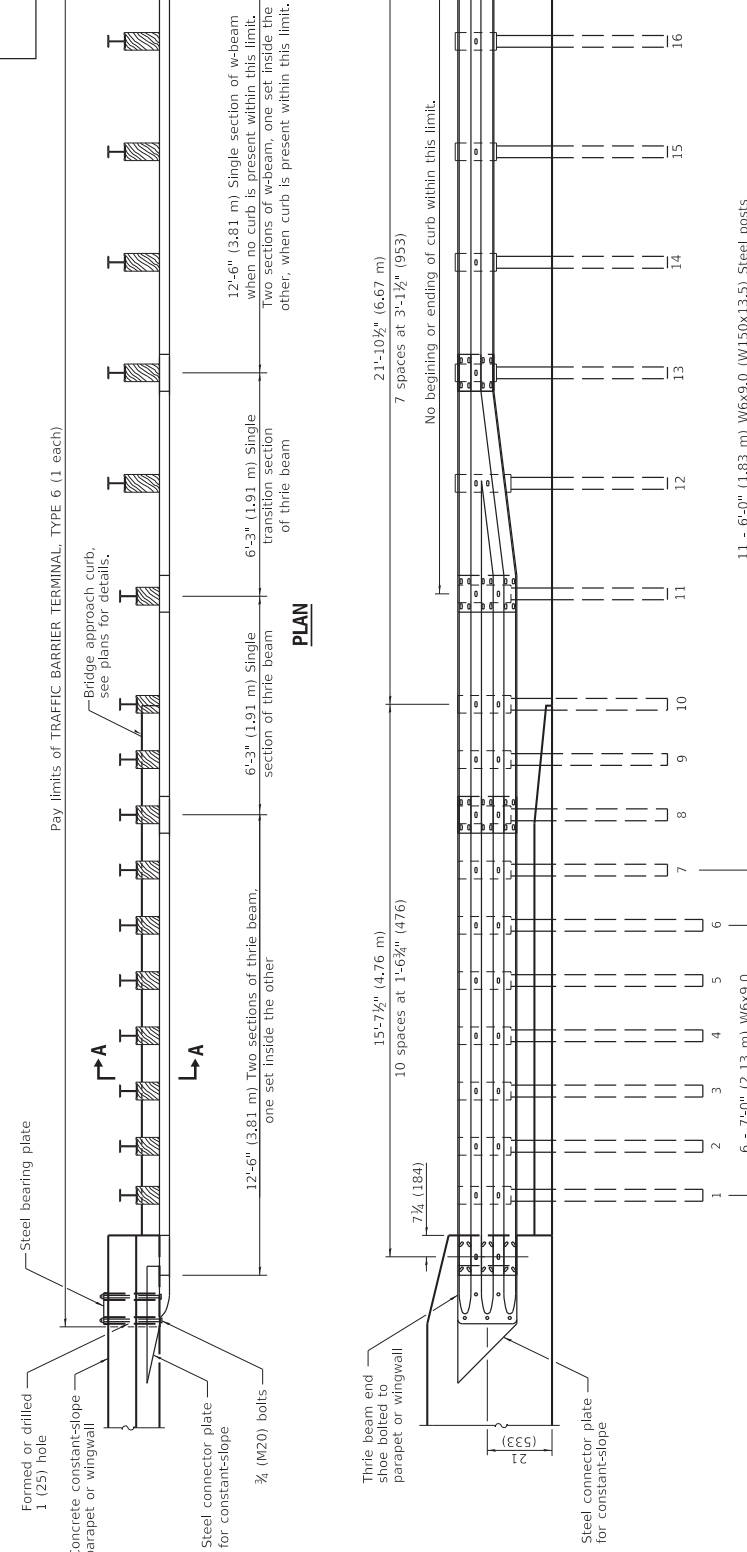 Pay limits of TRAFFIC BARRIER TERMINAL, TYPE 6 (1 each)
Formed or drilled
1 (25) hole
Steel bearing plate
Bridge approach curb,
see plans for details.
Concrete constant-slope
parapet or wingwall
A
A
Steel connector plate
for constant-slope
¾ (M20) bolts
12'-6" (3.81 m) Two sections of thrie beam,
one set inside the other
6'-3" (1.91 m) Single
section of thrie beam
6'-3" (1.91 m) Single
transition section
of thrie beam
12'-6" (3.81 m) Single section of w-beam
when no curb is present within this limit.
Two sections of w-beam, one set inside the
other, when curb is present within this limit.
PLAN
Thrie beam end
shoe bolted to
parapet or wingwall
7¼ (184)
15'-7½" (4.76 m)
10 spaces at 1'-6¾" (476)
21'-10½" (6.67 m)
7 spaces at 3'-1½" (953)
No begining or ending of curb within this limit.
21
(533)
Steel connector plate
for constant-slope
1
2
3
4
5
6
7
8
9
10
11
12
13
14
15
16
6 - 7'-0" (2.13 m) W6x9.0
11 - 6'-0" (1.83 m) W6x9.0 (W150x13.5) Steel posts